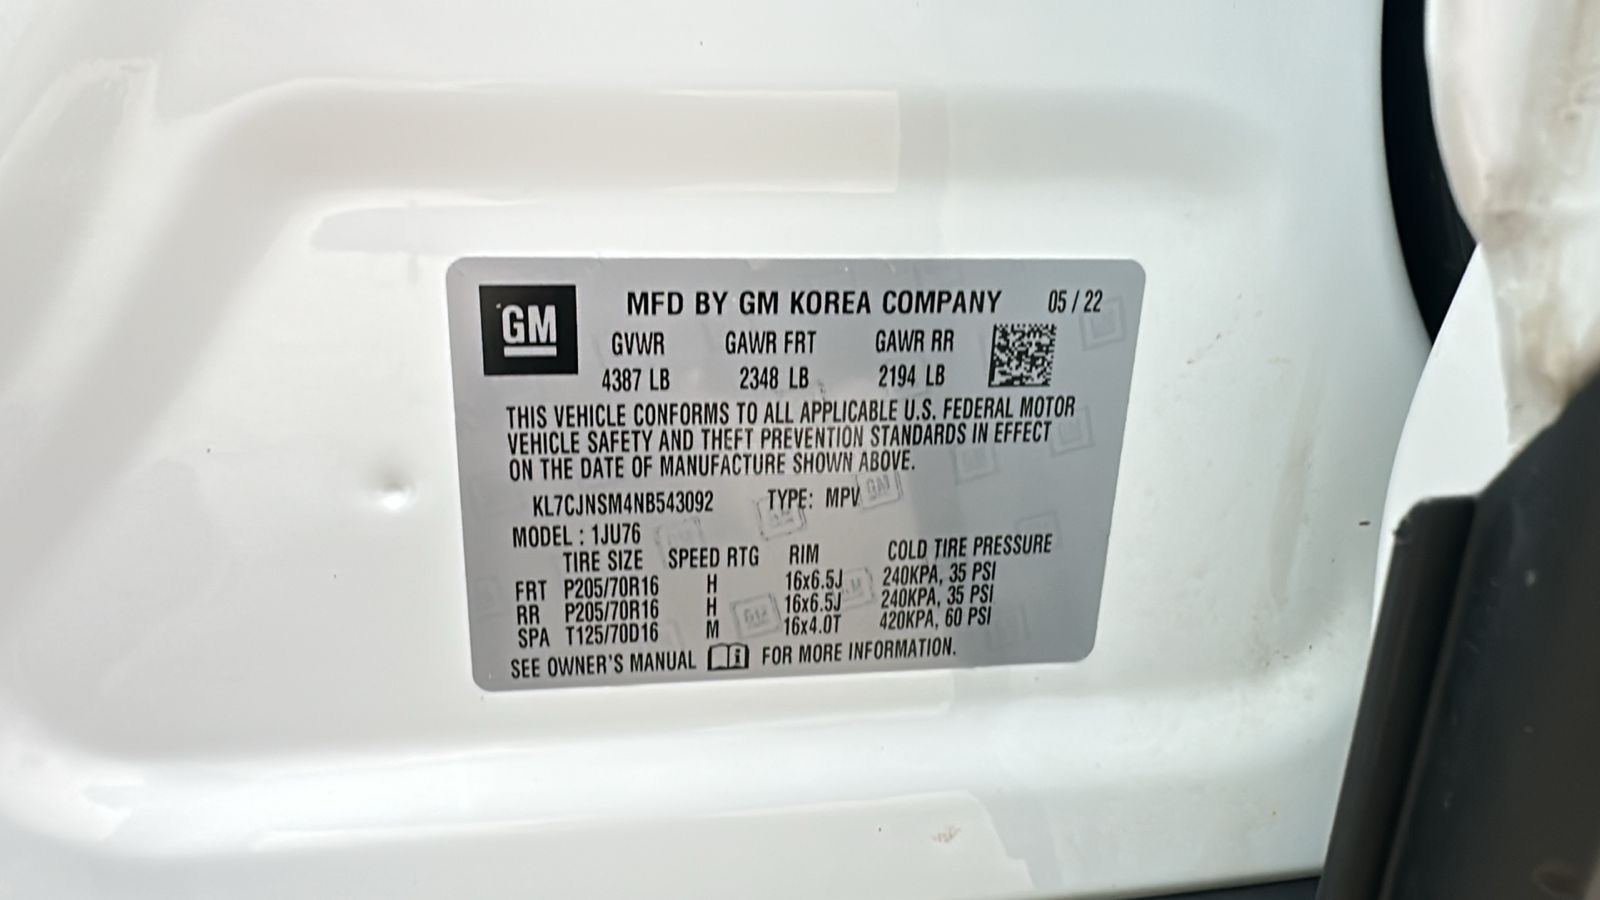 GM MFD BY GM KOREA COMPANY 05 / 22
GVWR GAWR FRT GAWR RR
4387 LB 2348 LB 2194 LB
THIS VEHICLE CONFORMS TO ALL APPLICABLE U.S. FEDERAL MOTOR
VEHICLE SAFETY AND THEFT PREVENTION STANDARDS IN EFFECT
ON THE DATE OF MANUFACTURE SHOWN ABOVE.
KL7CJNSM4NB543092 TYPE: MPV
MODEL : 1JU76
TIRE SIZE SPEED RTG RIM COLD TIRE PRESSURE
FRT P205/70R16 H 16x6.5J 240KPA, 35 PSI
RR P205/70R16 H 16x6.5J 240KPA, 35 PSI
SPA T125/70D16 M 16x4.0T 420KPA, 60 PSI
SEE OWNER'S MANUAL FOR MORE INFORMATION.